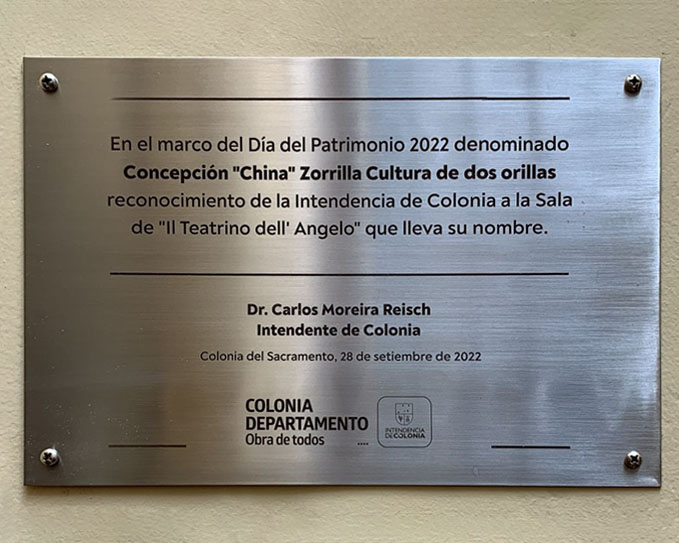 En el marco del Día del Patrimonio 2022 denominado
Concepción "China" Zorrilla Cultura de dos orillas
reconocimiento de la Intendencia de Colonia a la Sala
de "Il Teatrino dell' Angelo" que lleva su nombre.
Dr. Carlos Moreira Reisch
Intendente de Colonia
Colonia del Sacramento, 28 de setiembre de 2022
COLONIA
DEPARTAMENTO
Obra de todos
INTENDENCIA
DE COLONIA